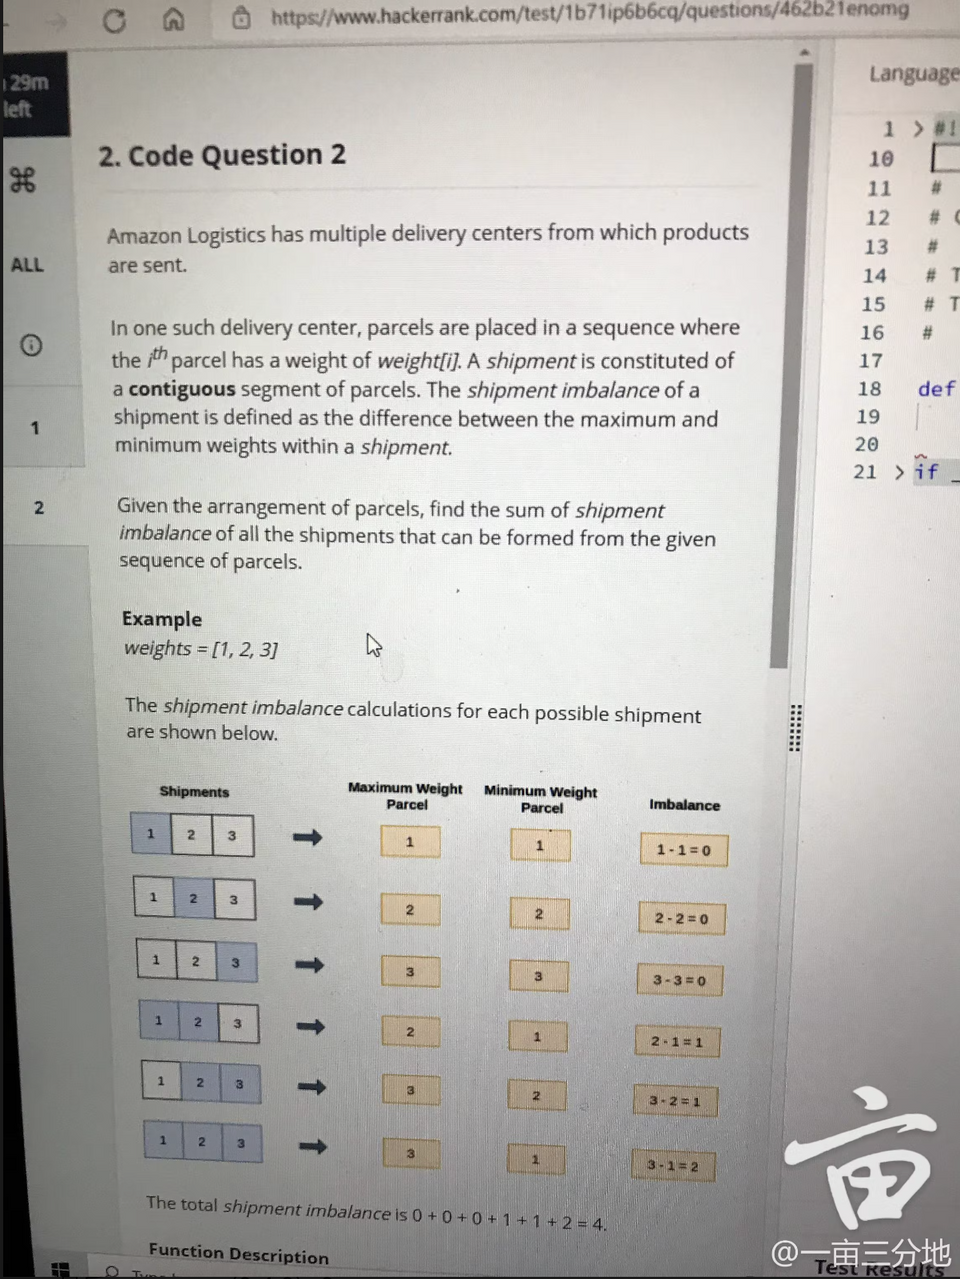 https://www.hackerrank.com/test/1b71ip6b6cq/questions/462b21enomg
29m
left
ALL
1
2
2. Code Question 2
Amazon Logistics has multiple delivery centers from which products
are sent.
In one such delivery center, parcels are placed in a sequence where
the ith parcel has a weight of weight[i]. A shipment is constituted of
a contiguous segment of parcels. The shipment imbalance of a
shipment is defined as the difference between the maximum and
minimum weights within a shipment.
Given the arrangement of parcels, find the sum of shipment
imbalance of all the shipments that can be formed from the given
sequence of parcels.
Example
weights = [1, 2, 3]
The shipment imbalance calculations for each possible shipment
are shown below.
Shipments Maximum Weight Parcel Minimum Weight Parcel Imbalance
1 2 3 1 1 1 - 1 = 0
1 2 3 2 2 2 - 2 = 0
1 2 3 3 3 3 - 3 = 0
1 2 3 2 1 2 - 1 = 1
1 2 3 3 2 3 - 2 = 1
1 2 3 3 1 3 - 1 = 2
The total shipment imbalance is 0 + 0 + 0 + 1 + 1 + 2 = 4.
Function Description
Language
1 > #!
10
11 #
12 #
13 #
14 # T
15 # T
16 #
17
18 def
19
20
21 > if _
Test Results
亩
@一亩三分地